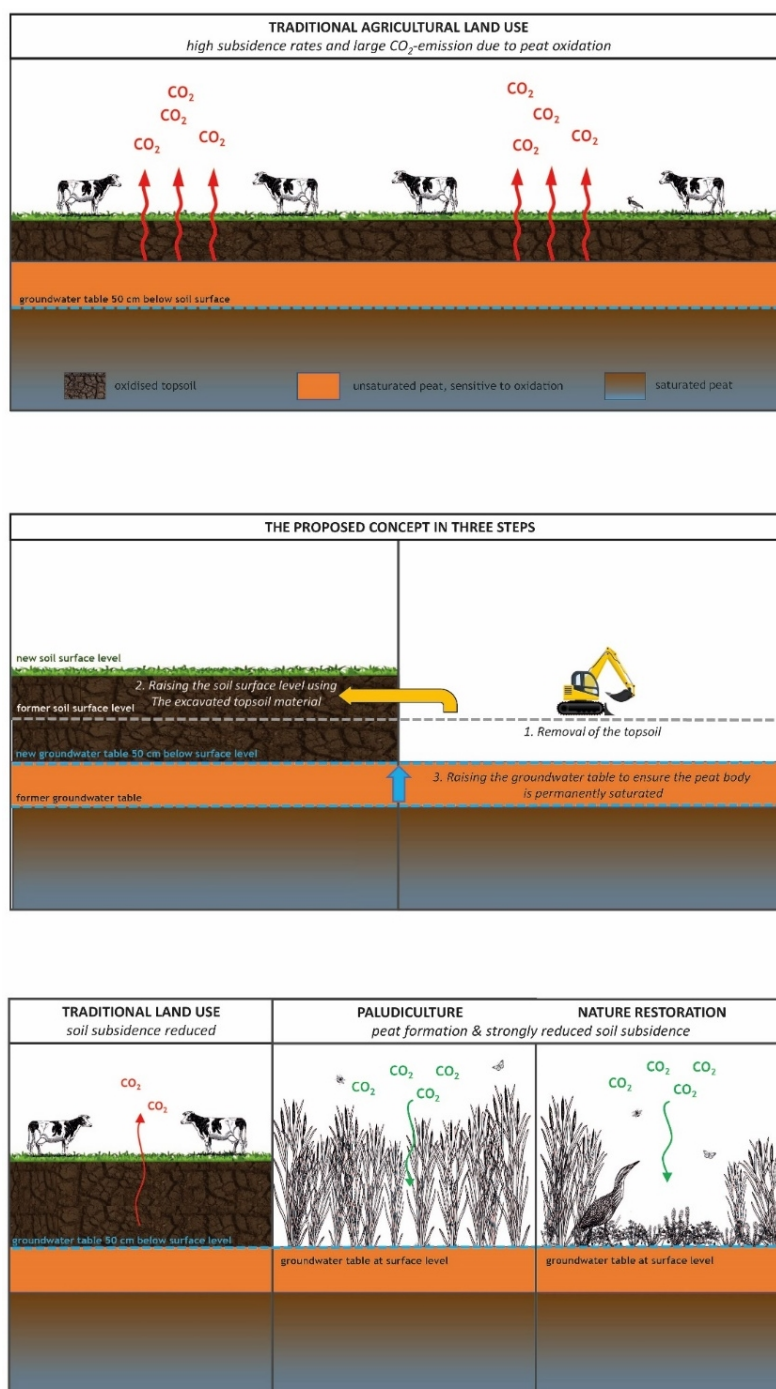 TRADITIONAL AGRICULTURAL LAND USE
high subsidence rates and large CO₂-emission due to peat oxidation
CO₂
CO₂
CO₂
CO₂
CO₂
CO₂
CO₂
CO₂
groundwater table 50 cm below soil surface
oxidised topsoil
unsaturated peat, sensitive to oxidation
saturated peat
THE PROPOSED CONCEPT IN THREE STEPS
new soil surface level
2. Raising the soil surface level using
The excavated topsoil material
former soil surface level
1. Removal of the topsoil
new groundwater table 50 cm below surface level
3. Raising the groundwater table to ensure the peat body
is permanently saturated
former groundwater table
TRADITIONAL LAND USE
soil subsidence reduced
PALUDICULTURE
NATURE RESTORATION
peat formation & strongly reduced soil subsidence
CO₂
CO₂
CO₂
CO₂
CO₂
CO₂
CO₂
CO₂
CO₂
CO₂
groundwater table 50 cm below surface level
groundwater table at surface level
groundwater table at surface level